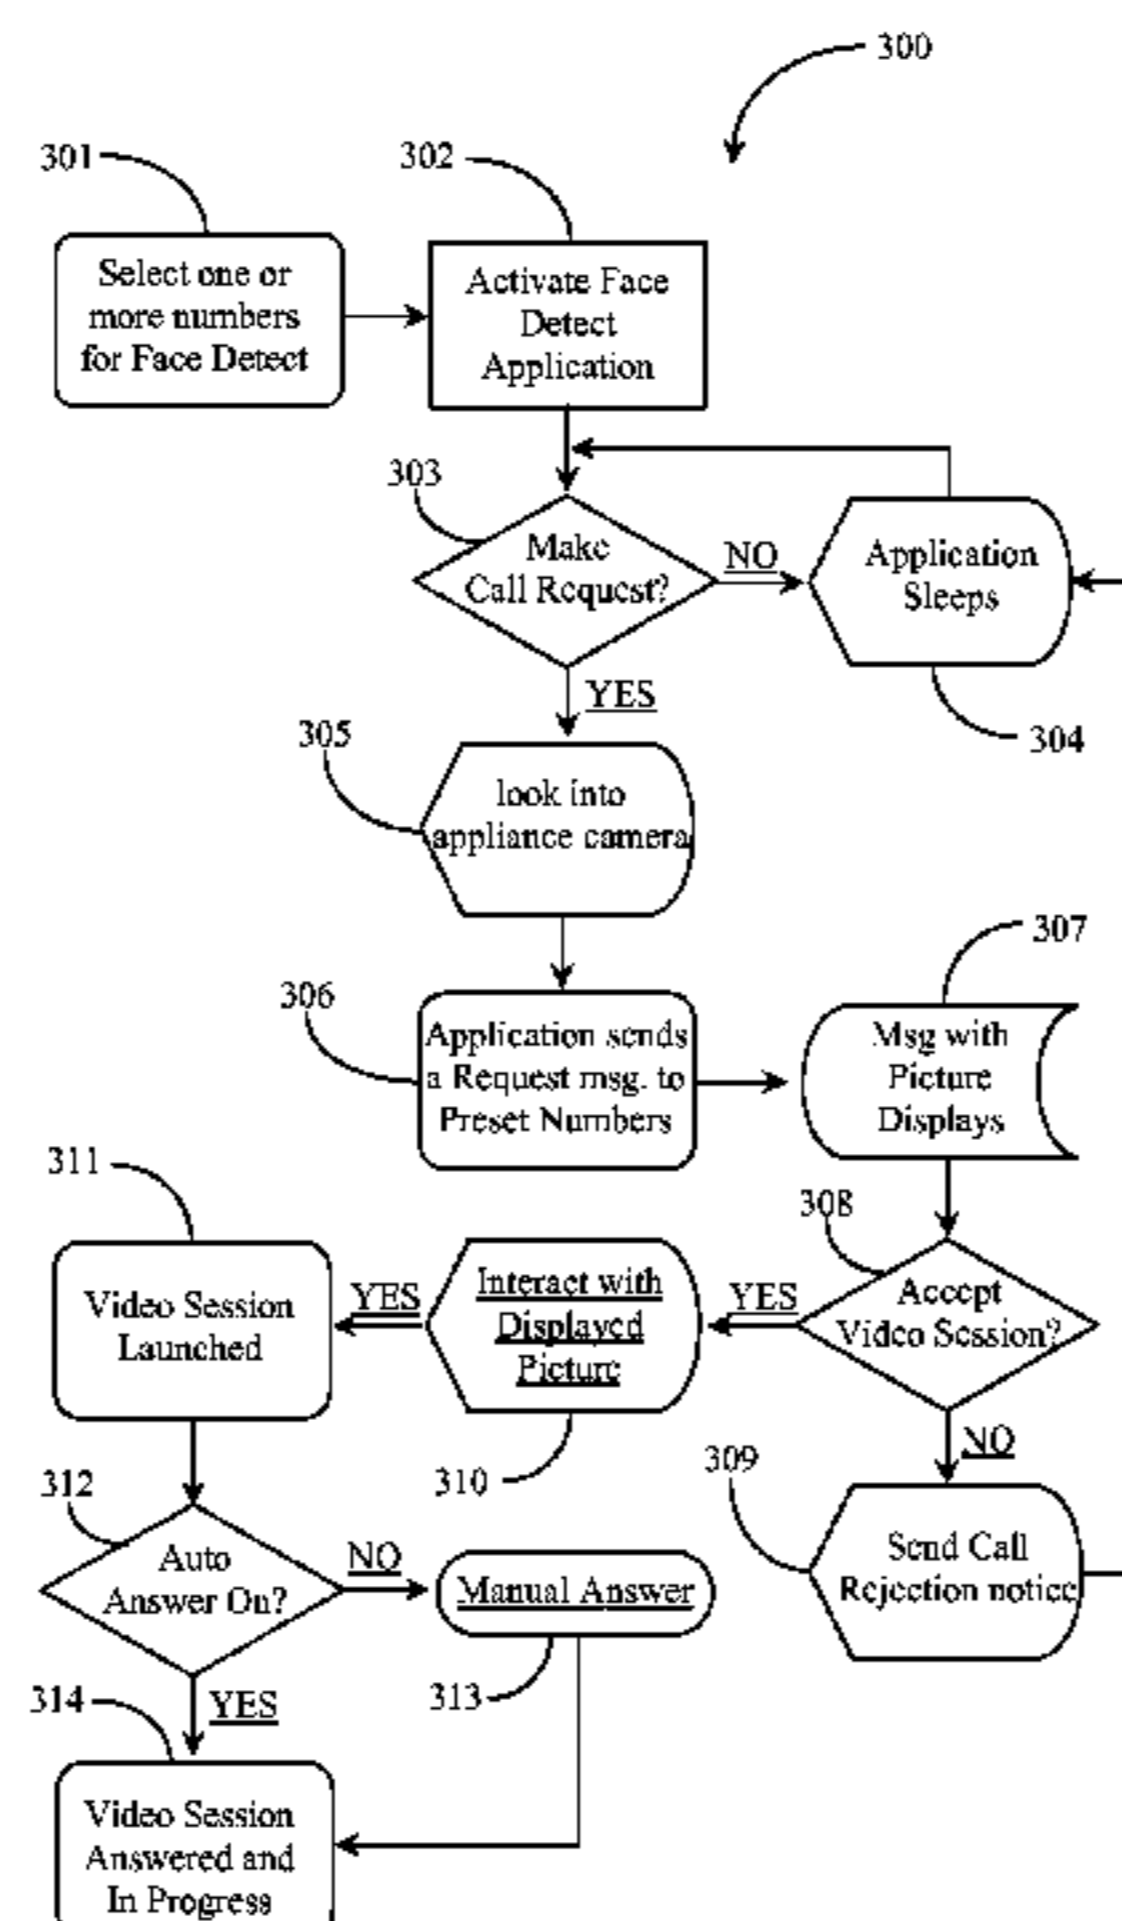 300
301
302
Select one or
more numbers
for Face Detect
Activate Face
Detect
Application
303
Make
Call Request?
NO
Application
Sleeps
304
YES
305
look into
appliance camera
306
Application sends
a Request msg. to
Preset Numbers
307
Msg with
Picture
Displays
308
Accept
Video Session?
YES
Interact with
Displayed
Picture
310
YES
311
Video Session
Launched
NO
309
Send Call
Rejection notice
312
Auto
Answer On?
NO
Manual Answer
313
YES
314
Video Session
Answered and
In Progress